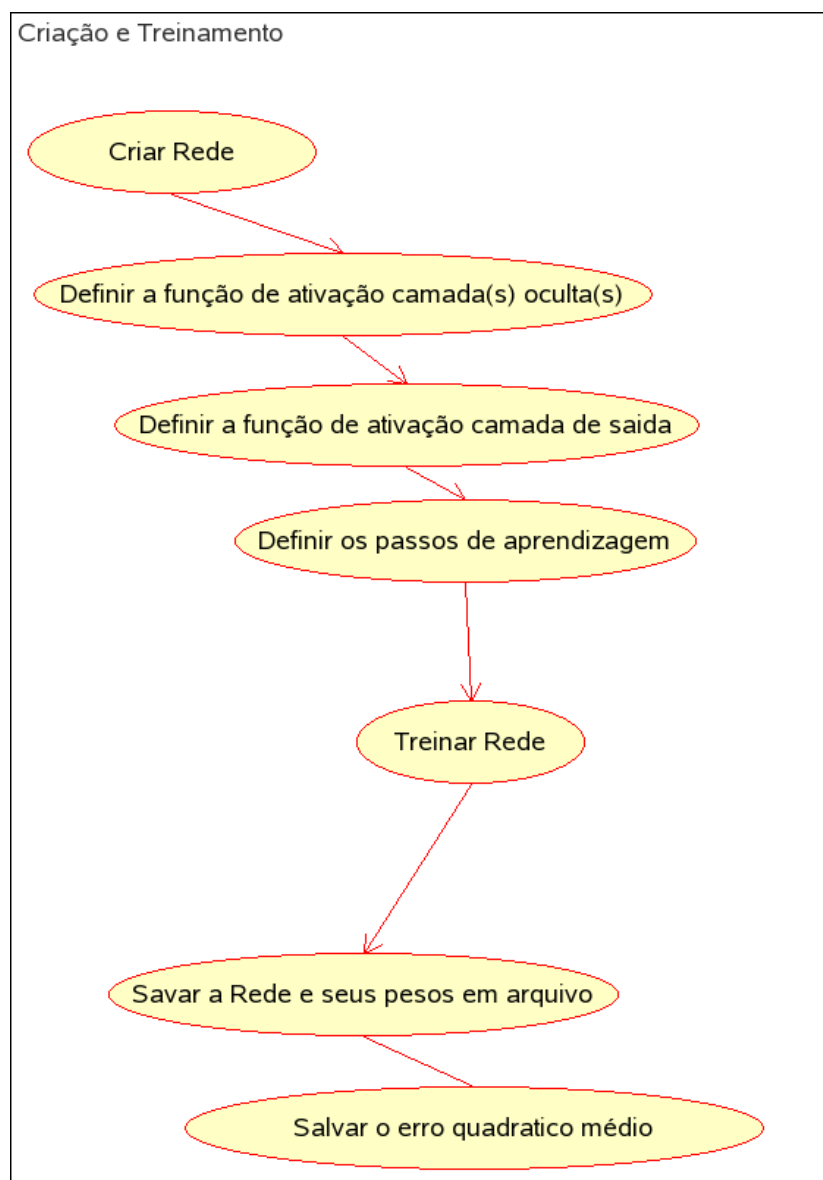 Criação e Treinamento
Criar Rede
Definir a função de ativação camada(s) oculta(s)
Definir a função de ativação camada de saida
Definir os passos de aprendizagem
Treinar Rede
Savar a Rede e seus pesos em arquivo
Salvar o erro quadratico médio